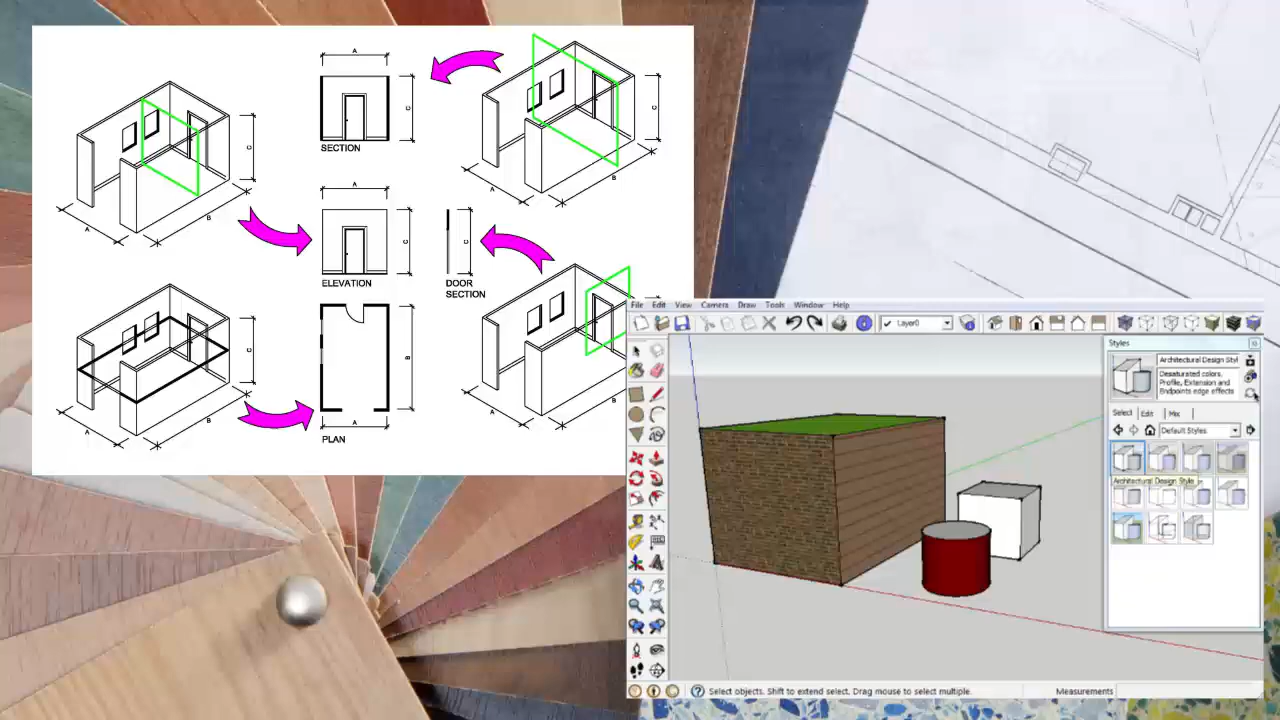 A
C
SECTION
C
A
B
C
A
B
A
C
ELEVATION
C
DOOR
SECTION
C
A
B
B
A
PLAN
A
B
File Edit View Camera Draw Tools Window Help
Layer0
Styles
Architectural Design Styl
Desaturated colors.
Profile, Extension and
Endpoints edge effects
Select Edit Mix
Default Styles
Architectural Design Style
Select objects. Shift to extend select. Drag mouse to select multiple.
Measurements